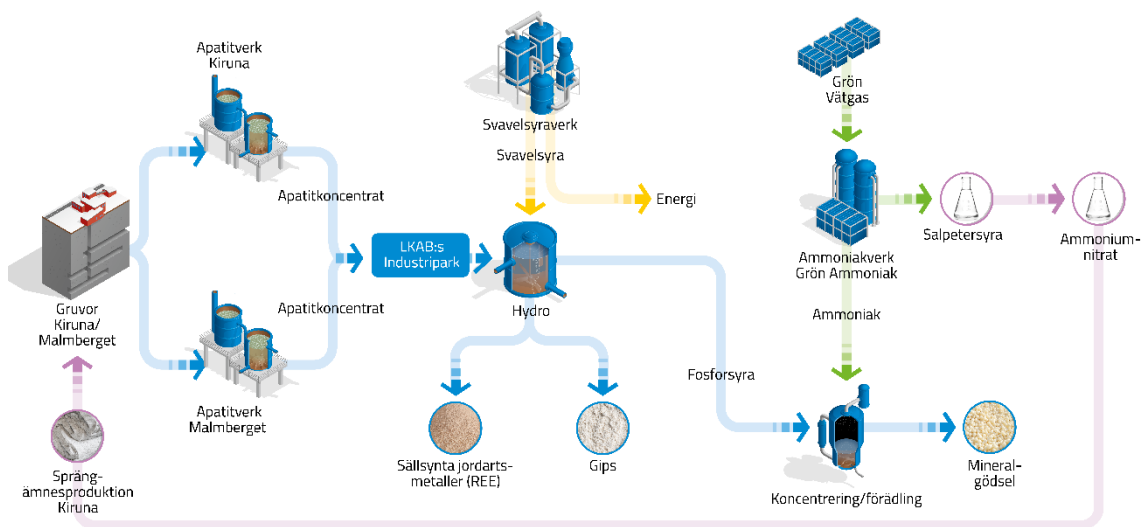 Apatitverk
Kiruna
Svavelsyraverk
Svavelsyra
Grön
Vätgas
Apatitkoncentrat
Energi
Ammoniakverk
Grön Ammoniak
Salpetersyra
Ammonium-
nitrat
LKAB:s
Industripark
Gruvor
Kiruna/
Malmberget
Apatitkoncentrat
Hydro
Ammoniak
Fosforsyra
Apatitverk
Malmberget
Spräng-
ämnesproduktion
Kiruna
Sällsynta jordarts-
metaller (REE)
Gips
Koncentrering/förädling
Mineral-
gödsel